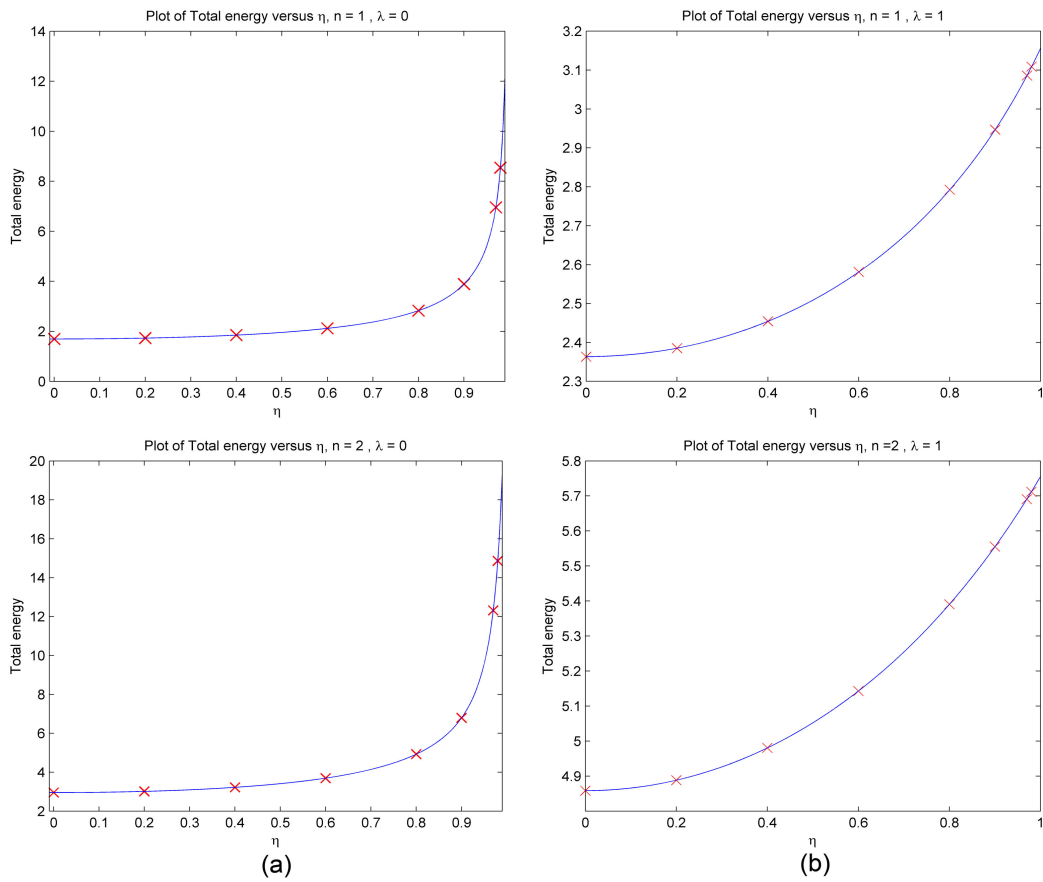 Plot of Total energy versus η, n = 1 , λ = 0
14
12
10
8
6
4
2
0
Total energy
0 0.1 0.2 0.3 0.4 0.5 0.6 0.7 0.8 0.9
η
Plot of Total energy versus η, n = 1 , λ = 1
3.2
3.1
3
2.9
2.8
2.7
2.6
2.5
2.4
2.3
Total energy
0 0.2 0.4 0.6 0.8 1
η
Plot of Total energy versus η, n = 2 , λ = 0
20
18
16
14
12
10
8
6
4
2
Total energy
0 0.1 0.2 0.3 0.4 0.5 0.6 0.7 0.8 0.9
η
(a)
Plot of Total energy versus η, n =2 , λ = 1
5.8
5.7
5.6
5.5
5.4
5.3
5.2
5.1
5
4.9
Total energy
0 0.2 0.4 0.6 0.8 1
η
(b)